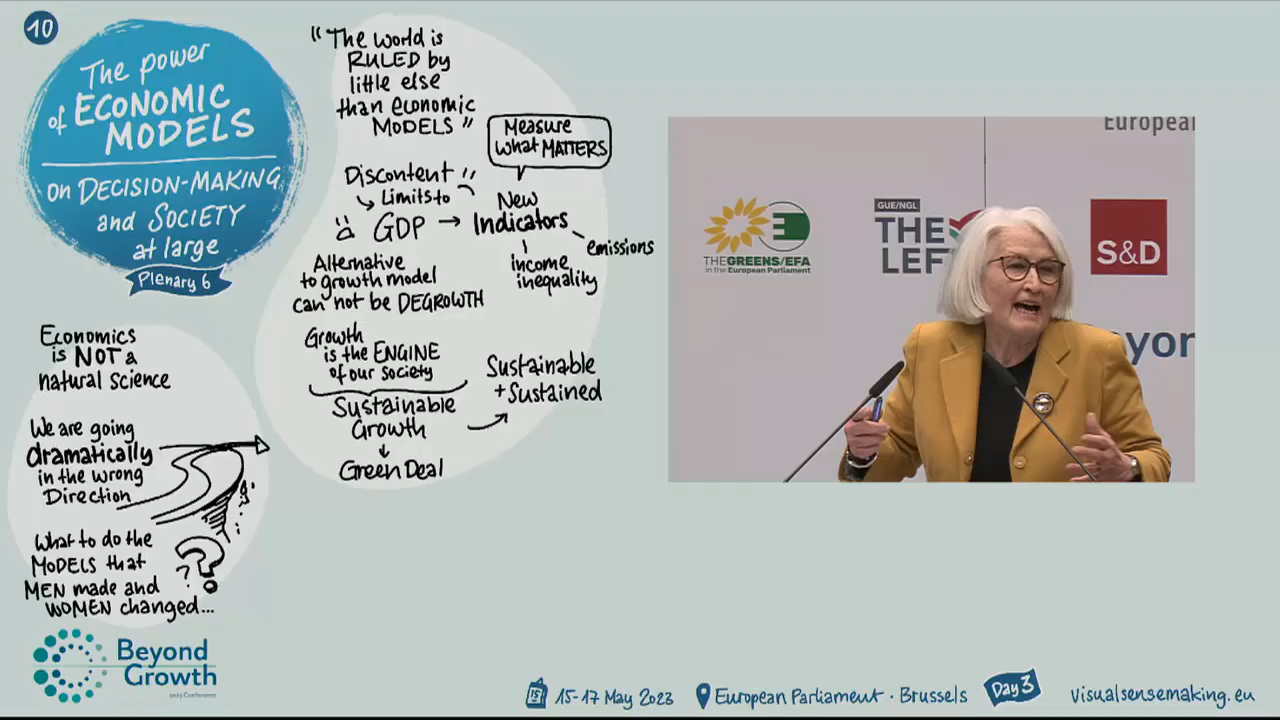 10
The power
of ECONOMIC
MODELS
on DECISION-MAKING
and SOCIETY
at large
Plenary 6
Economics
is NOT a
natural science
We are going
dramatically
in the wrong
Direction
What to do the
MODELS that
MEN made and
WOMEN changed...
"The world is
RULED by
little else
than economic
MODELS"
Measure
what MATTERS
Discontent
Limits to
GDP
New
Indicators
emissions
income
inequality
Alternative
to growth model
can not be DEGROWTH
Growth
is the ENGINE
of our society
Sustainable
Growth
Green Deal
Sustainable
+ Sustained
European
THE GREENS/EFA
in the European Parliament
GUE/NGL
THE
LEF
S&D
yon
Beyond
Growth
2023 Conference
15-17 May 2023
European Parliament · Brussels
Day 3
visualsensemaking.eu